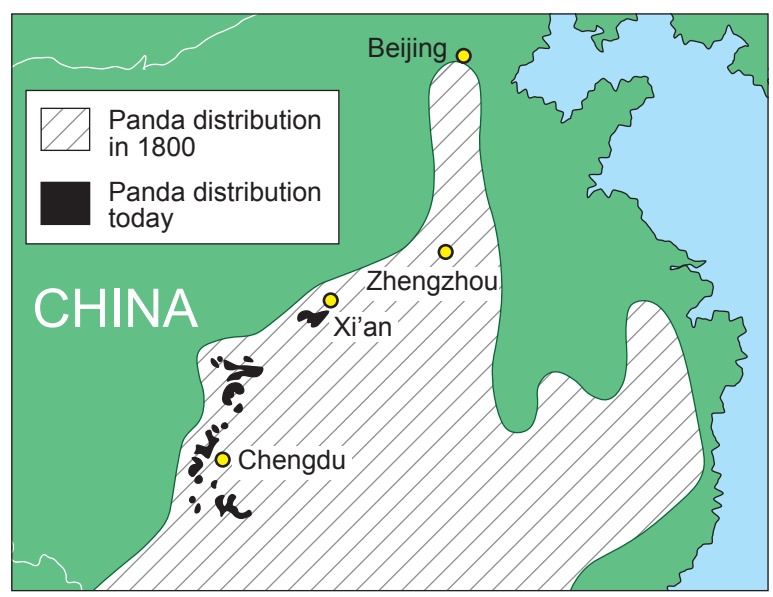 Beijing
Panda distribution
in 1800
Panda distribution
today
Zhengzhou
CHINA
Xi’an
Chengdu